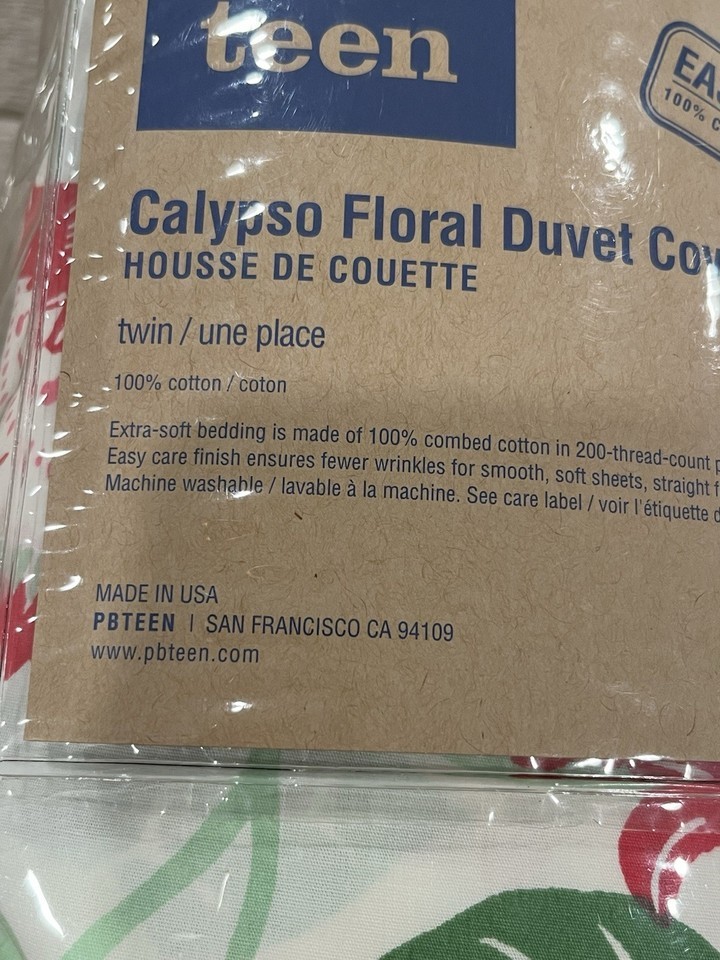 teen
100%
Calypso Floral Duvet
HOUSSE DE COUETTE
twin / une place
100% cotton / coton
Extra-soft bedding is made of 100% combed cotton in 200-thread-count
Easy care finish ensures fewer wrinkles for smooth, soft sheets, straight
Machine washable / lavable à la machine. See care label / voir l'étiquette
MADE IN USA
PBTEEN | SAN FRANCISCO CA 94109
www.pbteen.com